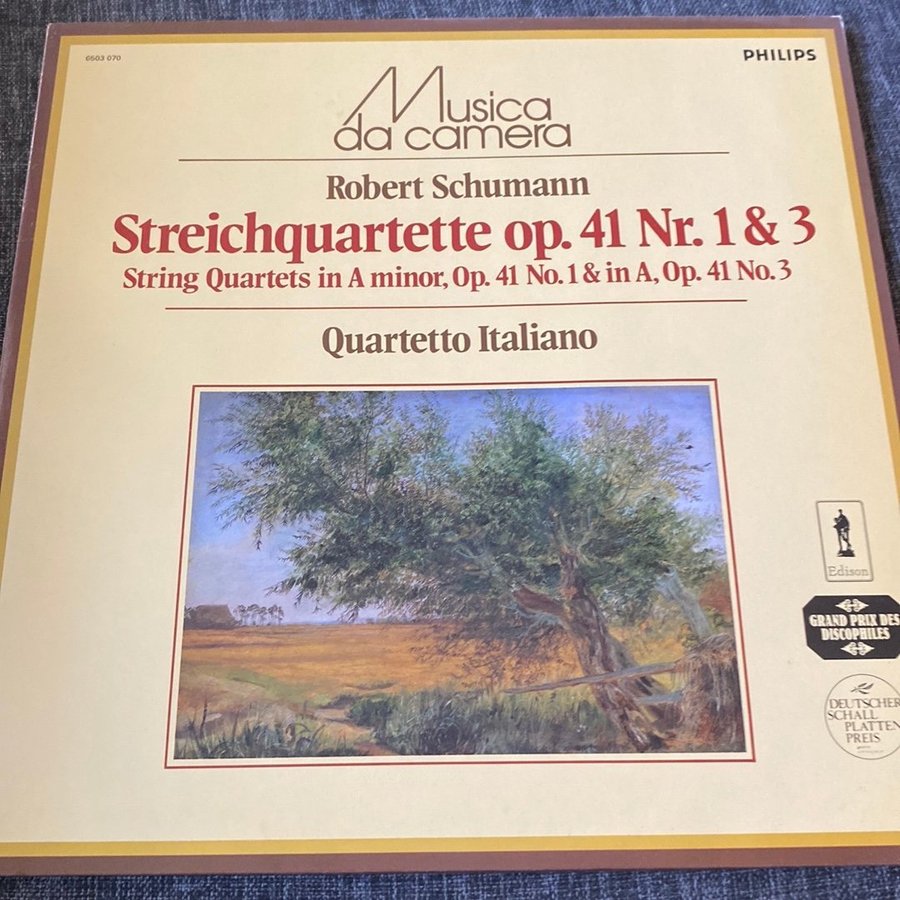 6503 070
PHILIPS
Musica
da camera
Robert Schumann
Streichquartette op. 41 Nr. 1 & 3
String Quartets in A minor, Op. 41 No. 1 & in A, Op. 41 No. 3
Quartetto Italiano
Edison
GRAND PRIX DES
DISCOPHILES
DEUTSCHER
SCHALL
PLATTEN
PREIS